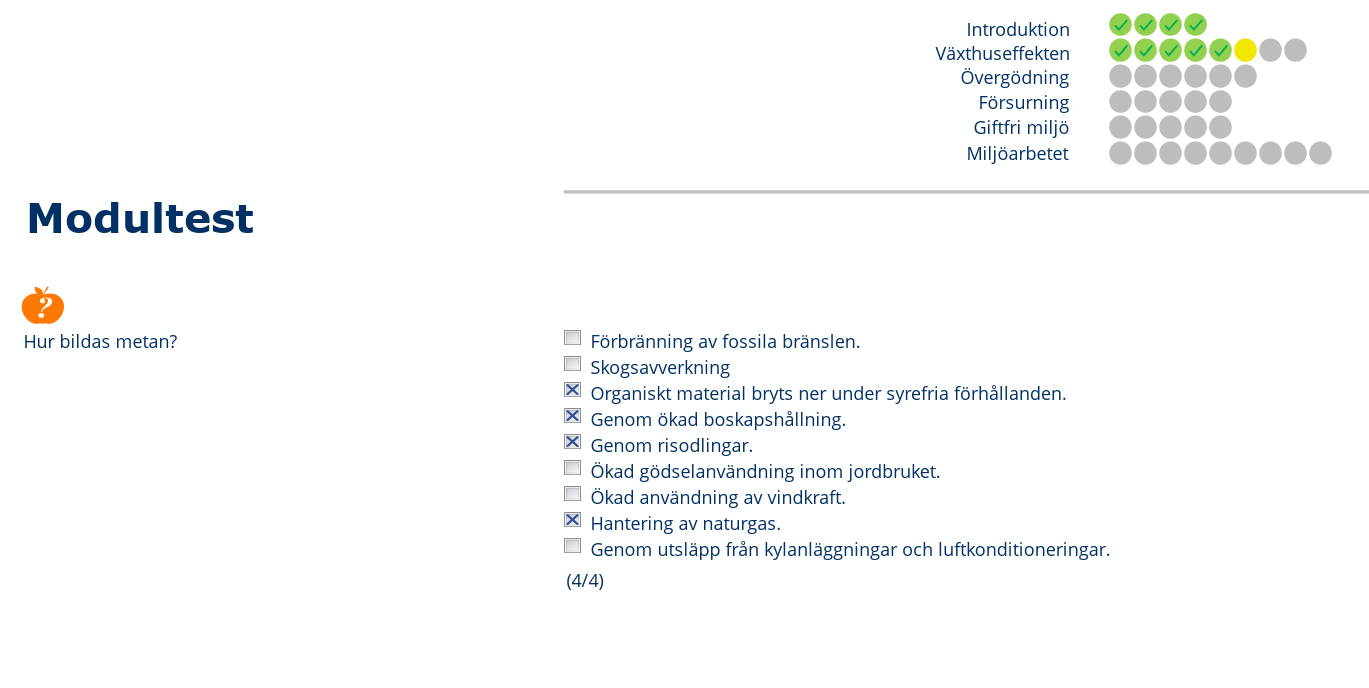 Introduktion
Växthuseffekten
Övergödning
Försurning
Giftfri miljö
Miljöarbetet
Modultest
?
Hur bildas metan?
Förbränning av fossila bränslen.
Skogsavverkning
Organiskt material bryts ner under syrefria förhållanden.
Genom ökad boskapshållning.
Genom risodlingar.
Ökad gödselanvändning inom jordbruket.
Ökad användning av vindkraft.
Hantering av naturgas.
Genom utsläpp från kylanläggningar och luftkonditioneringar.
(4/4)